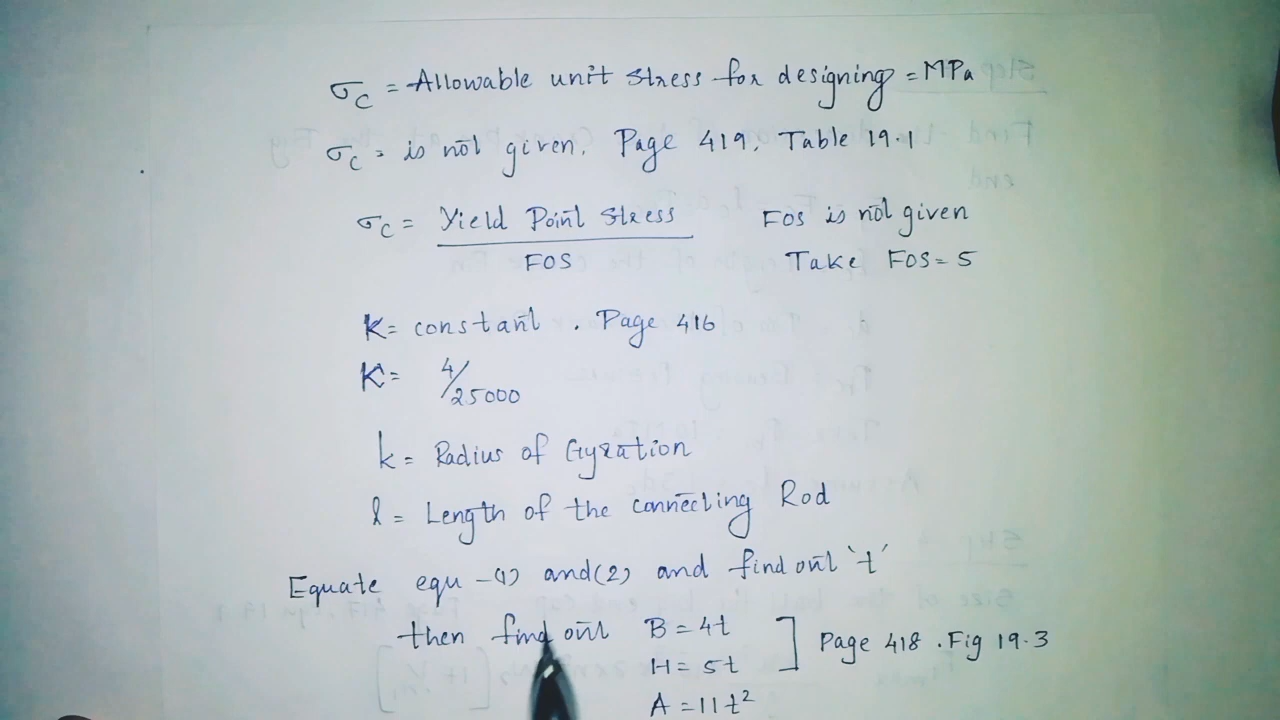 σc = Allowable unit stress for designing = MPa
σc = is not given. Page 419, Table 19.1
σc = Yield Point Stress / FOS
FOS is not given
Take FOS = 5
K = constant . Page 416
K = 4/25000
k = Radius of Gyration
l = Length of the connecting Rod
Equate equ -(1) and (2) and find out 't'
then find out B = 4t
H = 5t ] Page 418 . Fig 19.3
A = 11t²